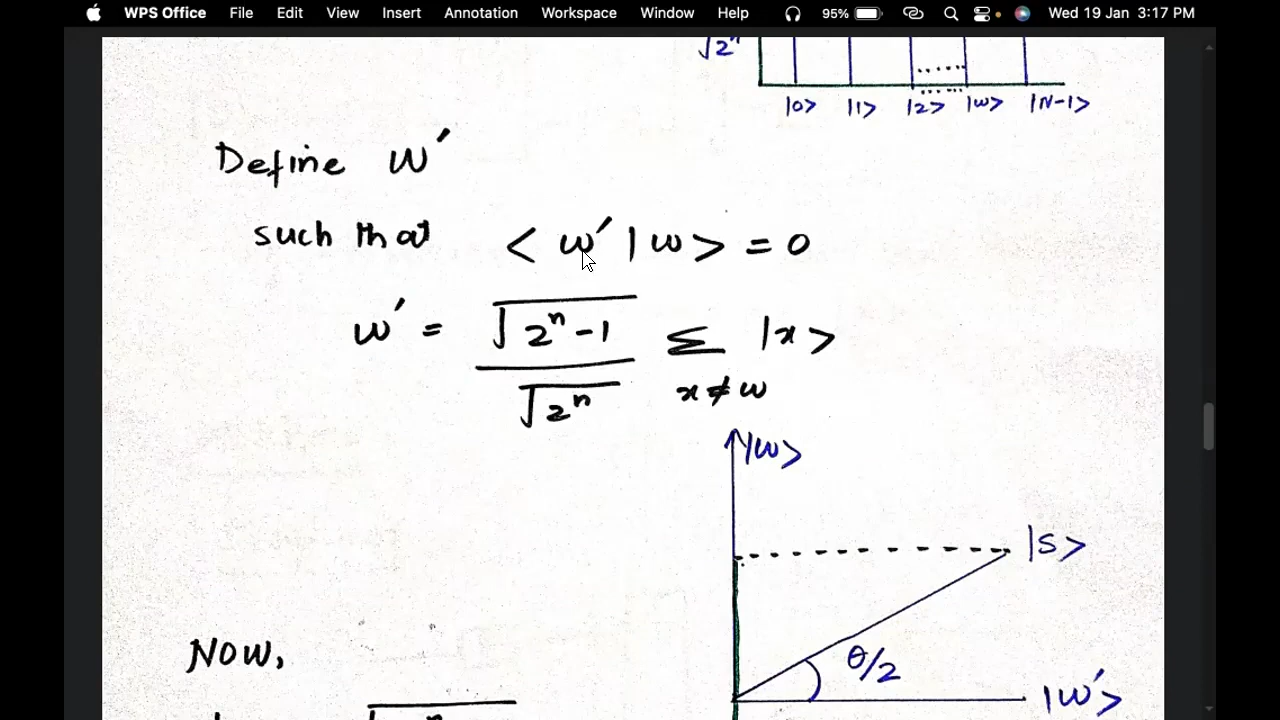 WPS Office File Edit View Insert Annotation Workspace Window Help 95% Wed 19 Jan 3:17 PM
√2ⁿ
|0> |1> |2> |w> |N-1>
Define w′
such that < w′ | w > = 0
w′ = √2ⁿ-1 / √2ⁿ Σ x≠w |x>
|w>
|S>
θ/2
Now,
|w′>